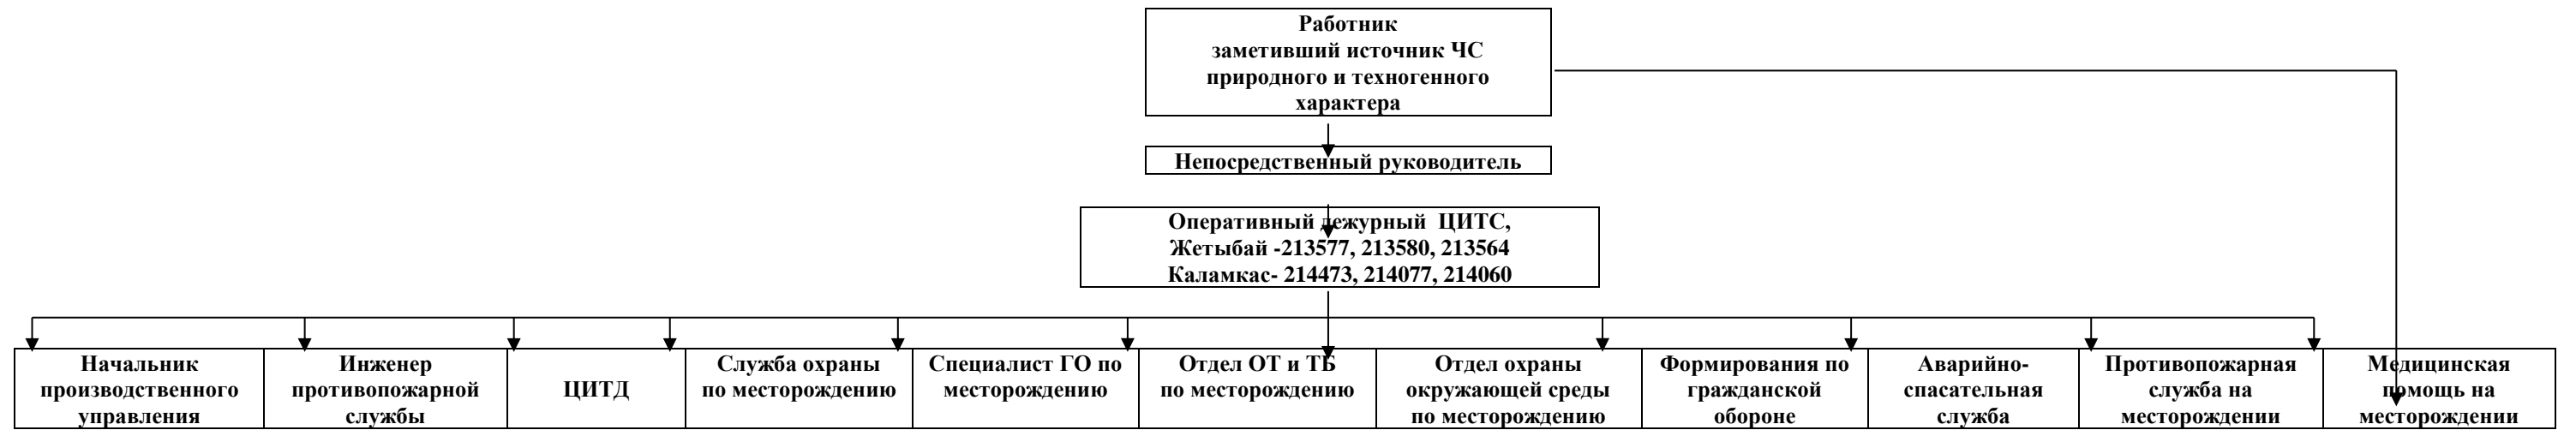 Работник
заметивший источник ЧС
природного и техногенного
характера
Непосредственный руководитель
Оперативный дежурный ЦИТС,
Жетыбай -213577, 213580, 213564
Каламкас- 214473, 214077, 214060
Начальник
производственного
управления
Инженер
противопожарной
службы
ЦИТД
Служба охраны
по месторождению
Специалист ГО по
месторождению
Отдел ОТ и ТБ
по месторождению
Отдел охраны
окружающей среды
по месторождению
Формирования по
гражданской
обороне
Аварийно-
спасательная
служба
Противопожарная
служба на
месторождении
Медицинская
помощь на
месторождении